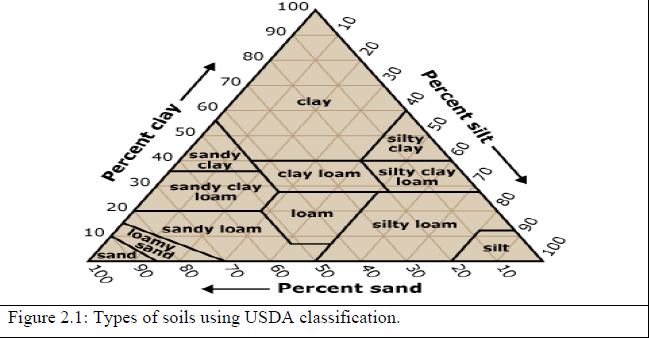 100
90
80
70
60
50
40
30
20
10
Percent clay
10
20
30
40
50
60
70
80
90
100
Percent silt
clay
silty
clay
sandy
clay
clay loam
silty clay
loam
sandy clay
loam
loam
silty loam
sandy loam
loamy
sand
sand
silt
100
90
80
70
60
50
40
30
20
10
Percent sand
Figure 2.1: Types of soils using USDA classification.